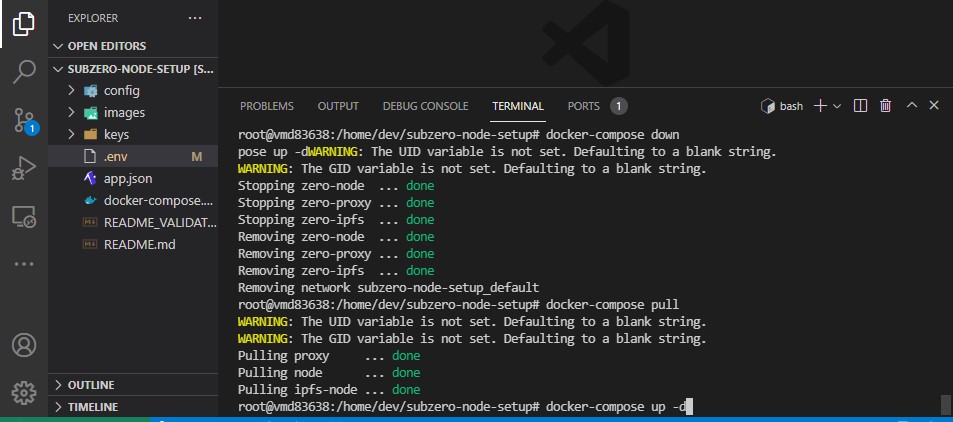 EXPLORER
OPEN EDITORS
SUBZERO-NODE-SETUP [S...
config
images
keys
.env M
app.json
docker-compose....
README_VALIDAT...
README.md
OUTLINE
TIMELINE
1
PROBLEMS OUTPUT DEBUG CONSOLE TERMINAL PORTS 1 bash
root@vmd83638:/home/dev/subzero-node-setup# docker-compose down
pose up -dWARNING: The UID variable is not set. Defaulting to a blank string.
WARNING: The GID variable is not set. Defaulting to a blank string.
Stopping zero-node ... done
Stopping zero-proxy ... done
Stopping zero-ipfs ... done
Removing zero-node ... done
Removing zero-proxy ... done
Removing zero-ipfs ... done
Removing network subzero-node-setup_default
root@vmd83638:/home/dev/subzero-node-setup# docker-compose pull
WARNING: The UID variable is not set. Defaulting to a blank string.
WARNING: The GID variable is not set. Defaulting to a blank string.
Pulling proxy ... done
Pulling node ... done
Pulling ipfs-node ... done
root@vmd83638:/home/dev/subzero-node-setup# docker-compose up -d